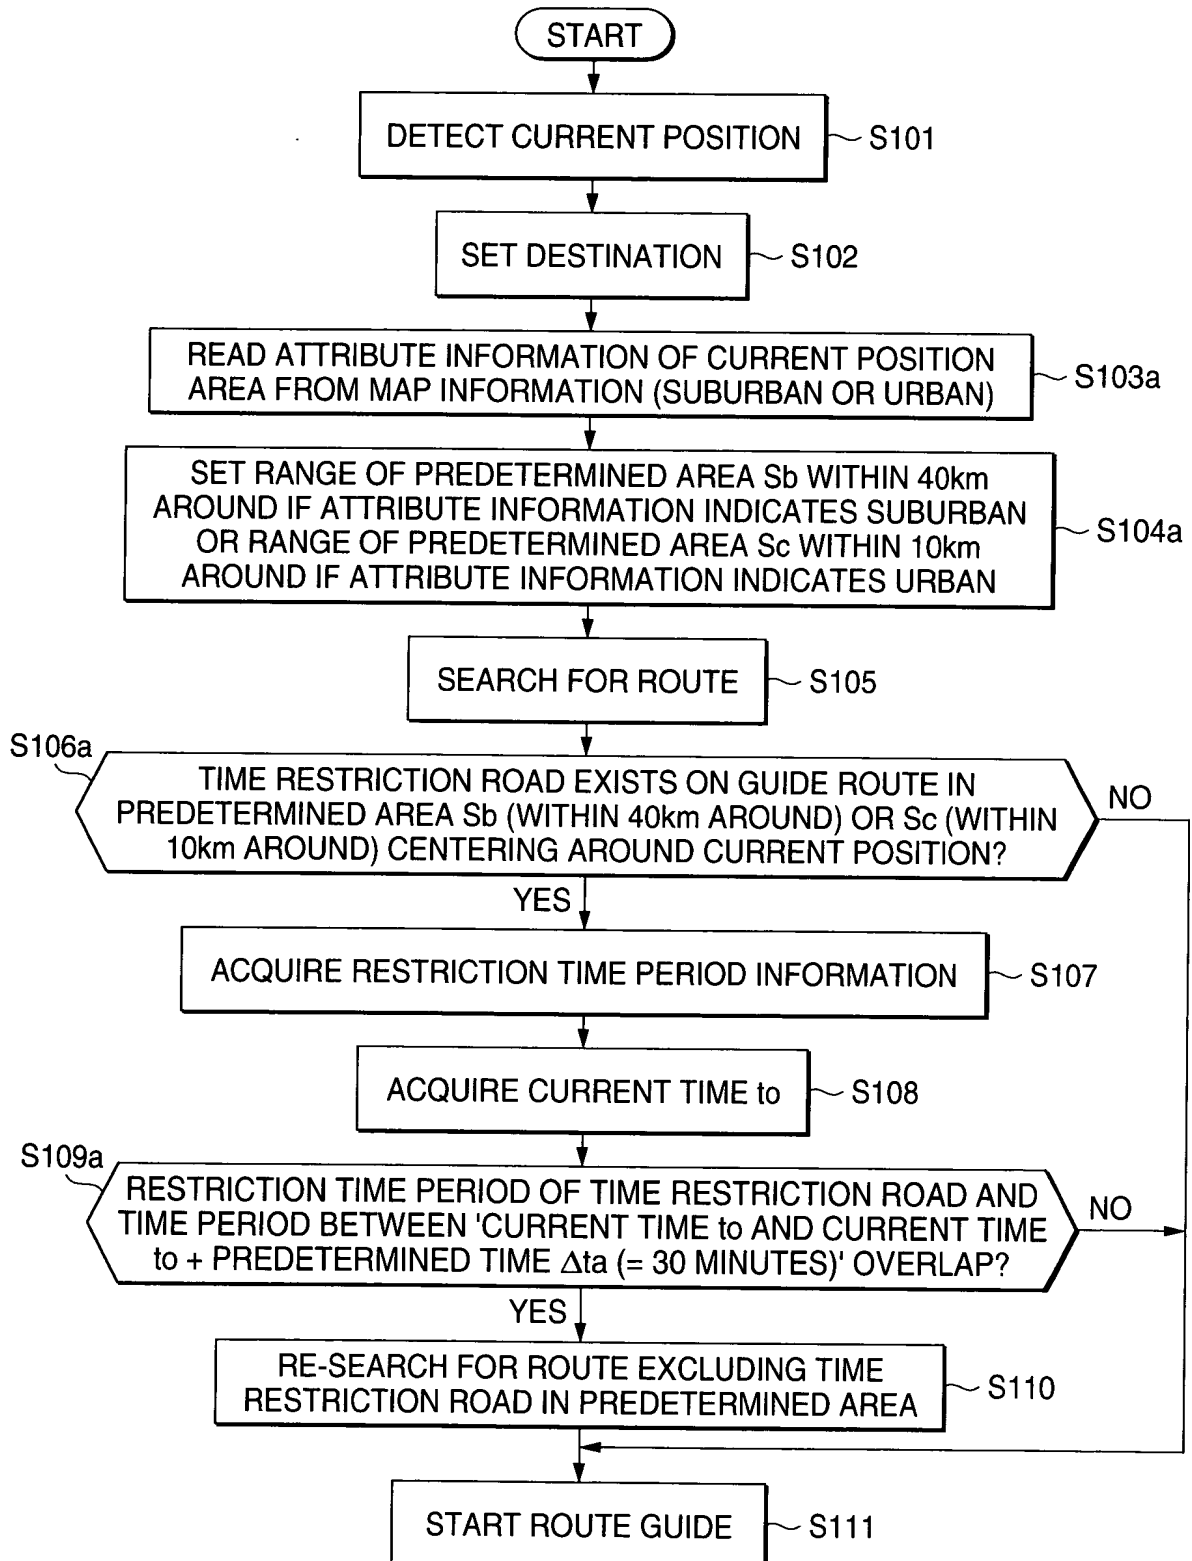 START
DETECT CURRENT POSITION
S101
SET DESTINATION
S102
READ ATTRIBUTE INFORMATION OF CURRENT POSITION
AREA FROM MAP INFORMATION (SUBURBAN OR URBAN)
S103a
SET RANGE OF PREDETERMINED AREA Sb WITHIN 40km
AROUND IF ATTRIBUTE INFORMATION INDICATES SUBURBAN
OR RANGE OF PREDETERMINED AREA Sc WITHIN 10km
AROUND IF ATTRIBUTE INFORMATION INDICATES URBAN
S104a
SEARCH FOR ROUTE
S105
S106a
TIME RESTRICTION ROAD EXISTS ON GUIDE ROUTE IN
PREDETERMINED AREA Sb (WITHIN 40km AROUND) OR Sc (WITHIN
10km AROUND) CENTERING AROUND CURRENT POSITION?
NO
YES
ACQUIRE RESTRICTION TIME PERIOD INFORMATION
S107
ACQUIRE CURRENT TIME to
S108
S109a
RESTRICTION TIME PERIOD OF TIME RESTRICTION ROAD AND
TIME PERIOD BETWEEN 'CURRENT TIME to AND CURRENT TIME
to + PREDETERMINED TIME Δta (= 30 MINUTES)' OVERLAP?
NO
YES
RE-SEARCH FOR ROUTE EXCLUDING TIME
RESTRICTION ROAD IN PREDETERMINED AREA
S110
START ROUTE GUIDE
S111